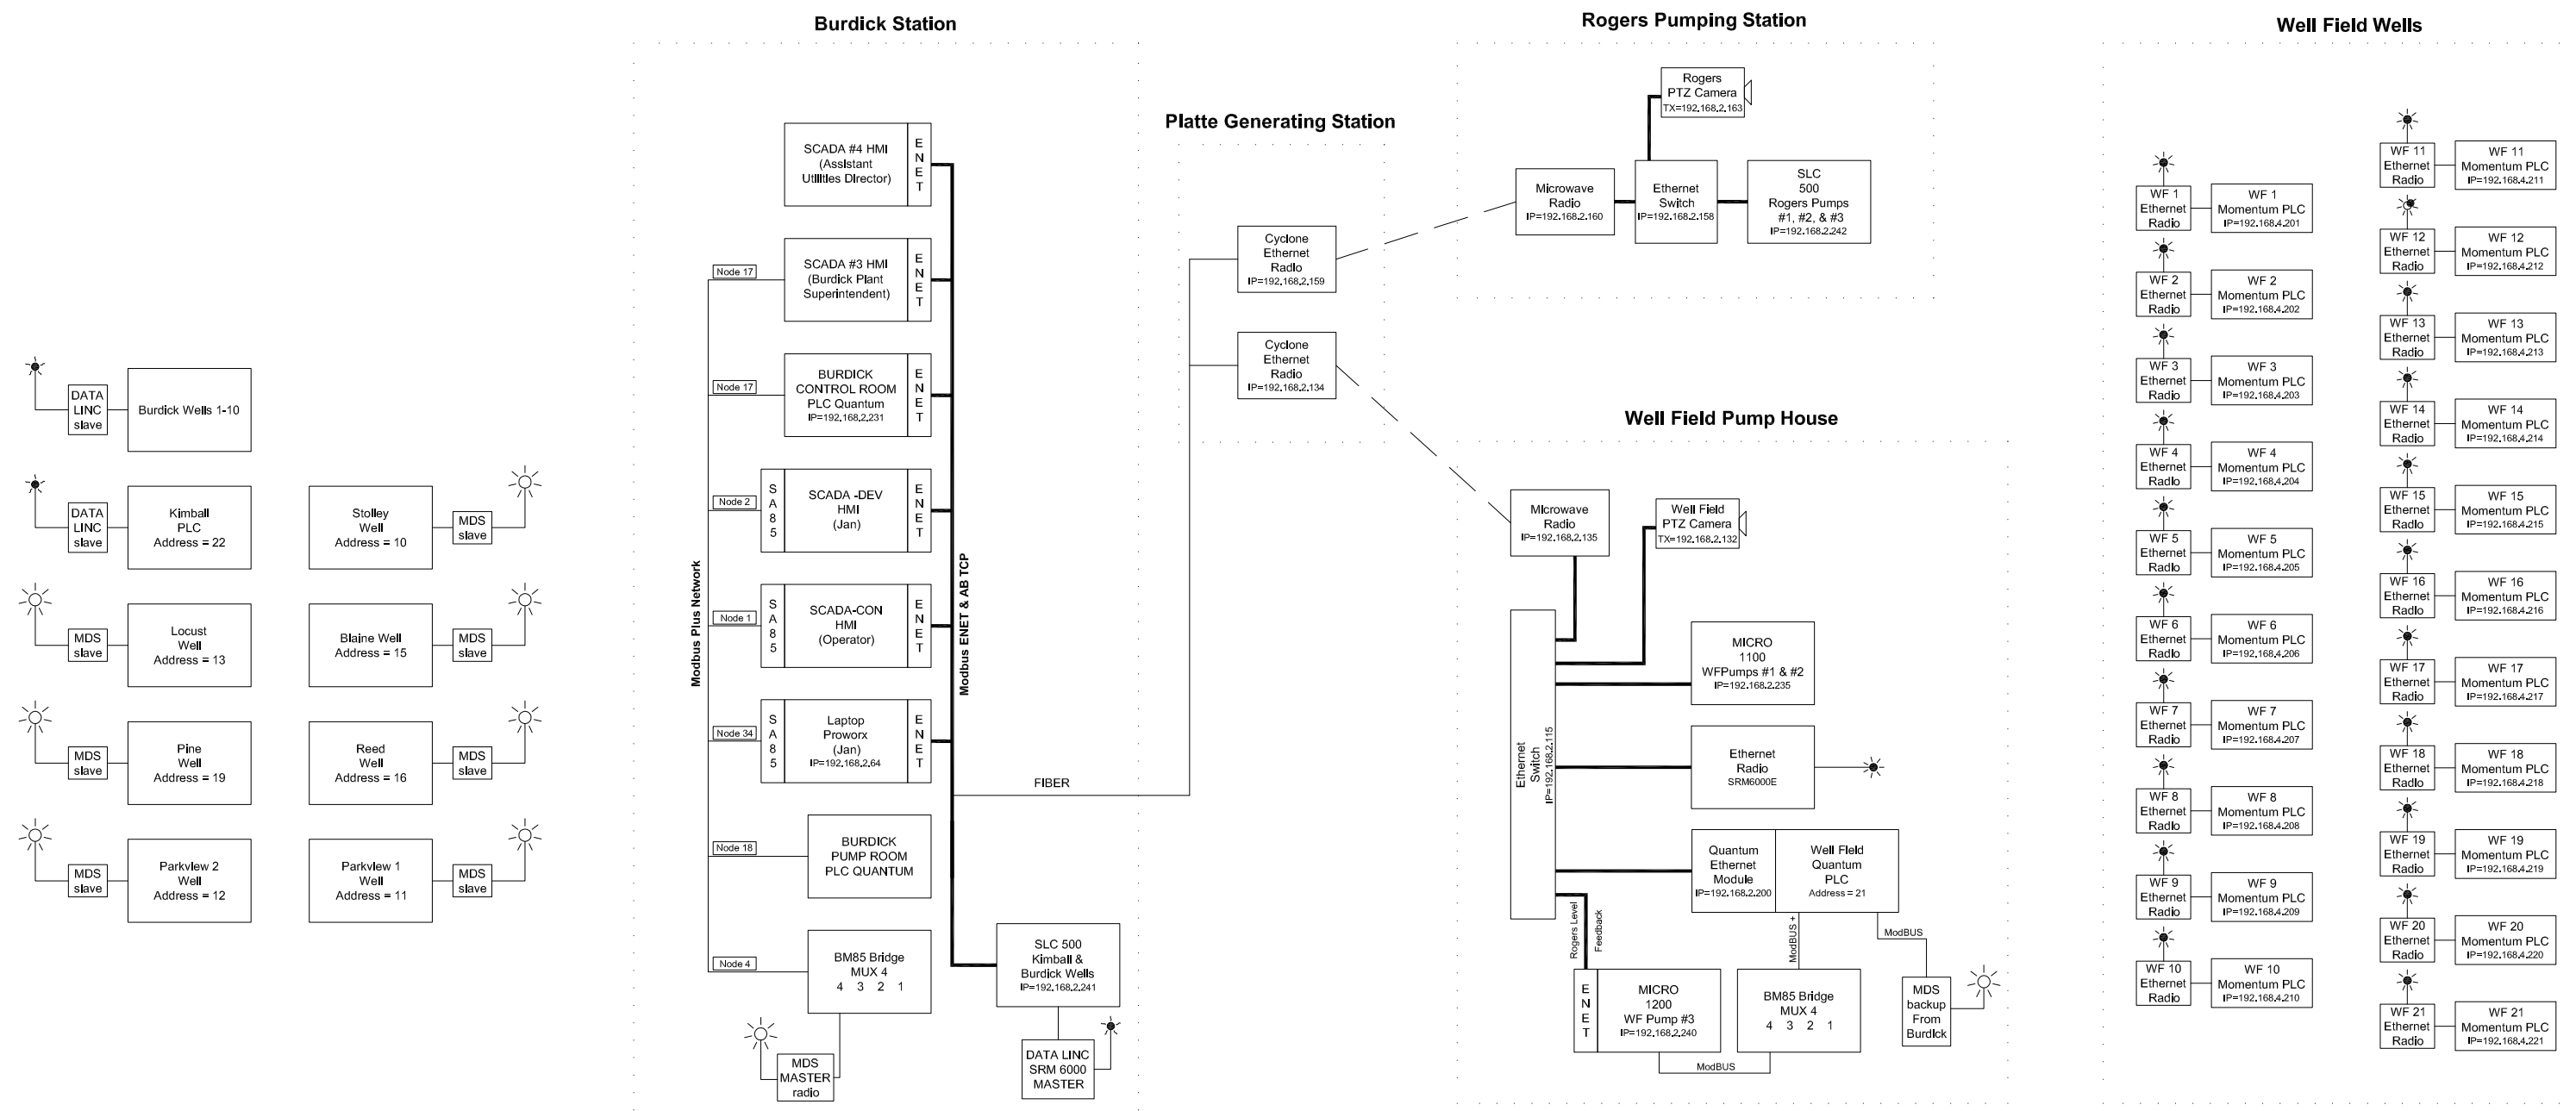 Burdick Station
Rogers Pumping Station
Well Field Wells
Platte Generating Station
Well Field Pump House
DATA
LINC
slave
Burdick Wells 1-10
DATA
LINC
slave
Kimball
PLC
Address = 22
Stolley
Well
Address = 10
MDS
slave
MDS
slave
Locust
Well
Address = 13
Blaine Well
Address = 15
MDS
slave
MDS
slave
Pine
Well
Address = 19
Reed
Well
Address = 16
MDS
slave
MDS
slave
Parkview 2
Well
Address = 12
Parkview 1
Well
Address = 11
MDS
slave
SCADA #4 HMI
(Assistant
Utilities Director)
ENET
Node 17
SCADA #3 HMI
(Burdick Plant
Superintendent)
ENET
Node 17
BURDICK
CONTROL ROOM
PLC Quantum
IP=192.168.2.231
ENET
Node 2
SA85
SCADA -DEV
HMI
(Jan)
ENET
Node 1
SA85
SCADA-CON
HMI
(Operator)
ENET
Node 34
SA85
Laptop
Proworx
(Jan)
IP=192.168.2.64
ENET
Node 18
BURDICK
PUMP ROOM
PLC QUANTUM
Node 4
BM85 Bridge
MUX 4
4 3 2 1
MDS
MASTER
radio
Modbus Plus Network
Modbus ENET & AB TCP
SLC 500
Kimball &
Burdick Wells
IP=192.168.2.241
DATA LINC
SRM 6000
MASTER
FIBER
Cyclone
Ethernet
Radio
IP=192.168.2.159
Cyclone
Ethernet
Radio
IP=192.168.2.134
Rogers
PTZ Camera
TX=192.168.2.163
Microwave
Radio
IP=192.168.2.160
Ethernet
Switch
IP=192.168.2.158
SLC
500
Rogers Pumps
#1, #2, & #3
IP=192.168.2.242
Microwave
Radio
IP=192.168.2.135
Well Field
PTZ Camera
TX=192.168.2.132
Ethernet
Switch
IP=192.168.2.115
MICRO
1100
WFPumps #1 & #2
IP=192.168.2.235
Ethernet
Radio
SRM6000E
Quantum
Ethernet
Module
IP=192.168.2.200
Well Field
Quantum
PLC
Address = 21
Rogers Level
Feedback
ModBUS +
ModBUS
ENET
MICRO
1200
WF Pump #3
IP=192.168.2.240
BM85 Bridge
MUX 4
4 3 2 1
MDS
backup
From
Burdick
ModBUS
WF 1
Ethernet
Radio
WF 1
Momentum PLC
IP=192.168.4.201
WF 2
Ethernet
Radio
WF 2
Momentum PLC
IP=192.168.4.202
WF 3
Ethernet
Radio
WF 3
Momentum PLC
IP=192.168.4.203
WF 4
Ethernet
Radio
WF 4
Momentum PLC
IP=192.168.4.204
WF 5
Ethernet
Radio
WF 5
Momentum PLC
IP=192.168.4.205
WF 6
Ethernet
Radio
WF 6
Momentum PLC
IP=192.168.4.206
WF 7
Ethernet
Radio
WF 7
Momentum PLC
IP=192.168.4.207
WF 8
Ethernet
Radio
WF 8
Momentum PLC
IP=192.168.4.208
WF 9
Ethernet
Radio
WF 9
Momentum PLC
IP=192.168.4.209
WF 10
Ethernet
Radio
WF 10
Momentum PLC
IP=192.168.4.210
WF 11
Ethernet
Radio
WF 11
Momentum PLC
IP=192.168.4.211
WF 12
Ethernet
Radio
WF 12
Momentum PLC
IP=192.168.4.212
WF 13
Ethernet
Radio
WF 13
Momentum PLC
IP=192.168.4.213
WF 14
Ethernet
Radio
WF 14
Momentum PLC
IP=192.168.4.214
WF 15
Ethernet
Radio
WF 15
Momentum PLC
IP=192.168.4.215
WF 16
Ethernet
Radio
WF 16
Momentum PLC
IP=192.168.4.216
WF 17
Ethernet
Radio
WF 17
Momentum PLC
IP=192.168.4.217
WF 18
Ethernet
Radio
WF 18
Momentum PLC
IP=192.168.4.218
WF 19
Ethernet
Radio
WF 19
Momentum PLC
IP=192.168.4.219
WF 20
Ethernet
Radio
WF 20
Momentum PLC
IP=192.168.4.220
WF 21
Ethernet
Radio
WF 21
Momentum PLC
IP=192.168.4.221